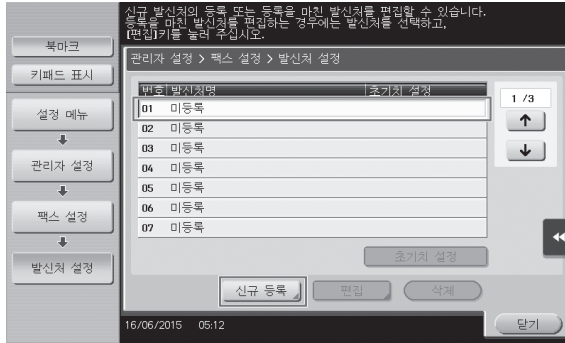 신규 발신처의 등록 또는 등록을 마친 발신처를 편집할 수 있습니다.
등록을 마친 발신처를 편집하는 경우에는 발신처를 선택하고,
[편집]키를 눌러 주십시오.
북마크
키패드 표시
설정 메뉴
관리자 설정
팩스 설정
발신처 설정
관리자 설정 > 팩스 설정 > 발신처 설정
번호 발신처명 초기치 설정
01 미등록
02 미등록
03 미등록
04 미등록
05 미등록
06 미등록
07 미등록
1 /3
초기치 설정
신규 등록 편집 삭제
16/06/2015 05:12
닫기